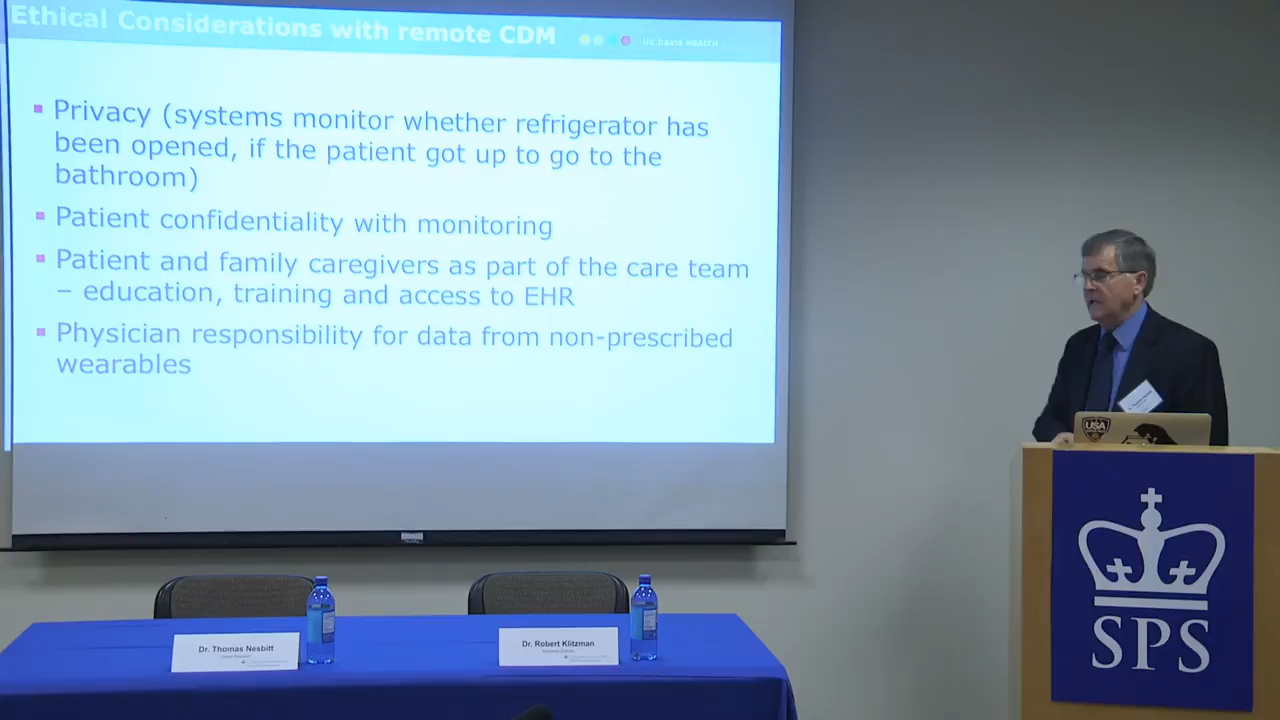 Ethical Considerations with remote CDM
UC DAVIS HEALTH
▪ Privacy (systems monitor whether refrigerator has
been opened, if the patient got up to go to the
bathroom)
▪ Patient confidentiality with monitoring
▪ Patient and family caregivers as part of the care team
– education, training and access to EHR
▪ Physician responsibility for data from non-prescribed
wearables
USA
SPS
Dr. Thomas Nesbitt
Dr. Robert Klitzman